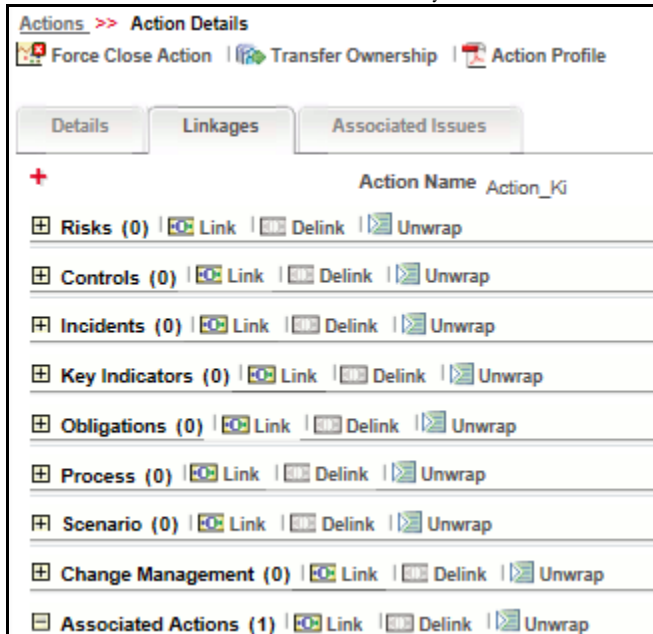 Actions >> Action Details
Force Close Action | Transfer Ownership | Action Profile
Details Linkages Associated Issues
+ Action Name Action_Ki
Risks (0) | Link | Delink | Unwrap
Controls (0) | Link | Delink | Unwrap
Incidents (0) | Link | Delink | Unwrap
Key Indicators (0) | Link | Delink | Unwrap
Obligations (0) | Link | Delink | Unwrap
Process (0) | Link | Delink | Unwrap
Scenario (0) | Link | Delink | Unwrap
Change Management (0) | Link | Delink | Unwrap
Associated Actions (1) | Link | Delink | Unwrap